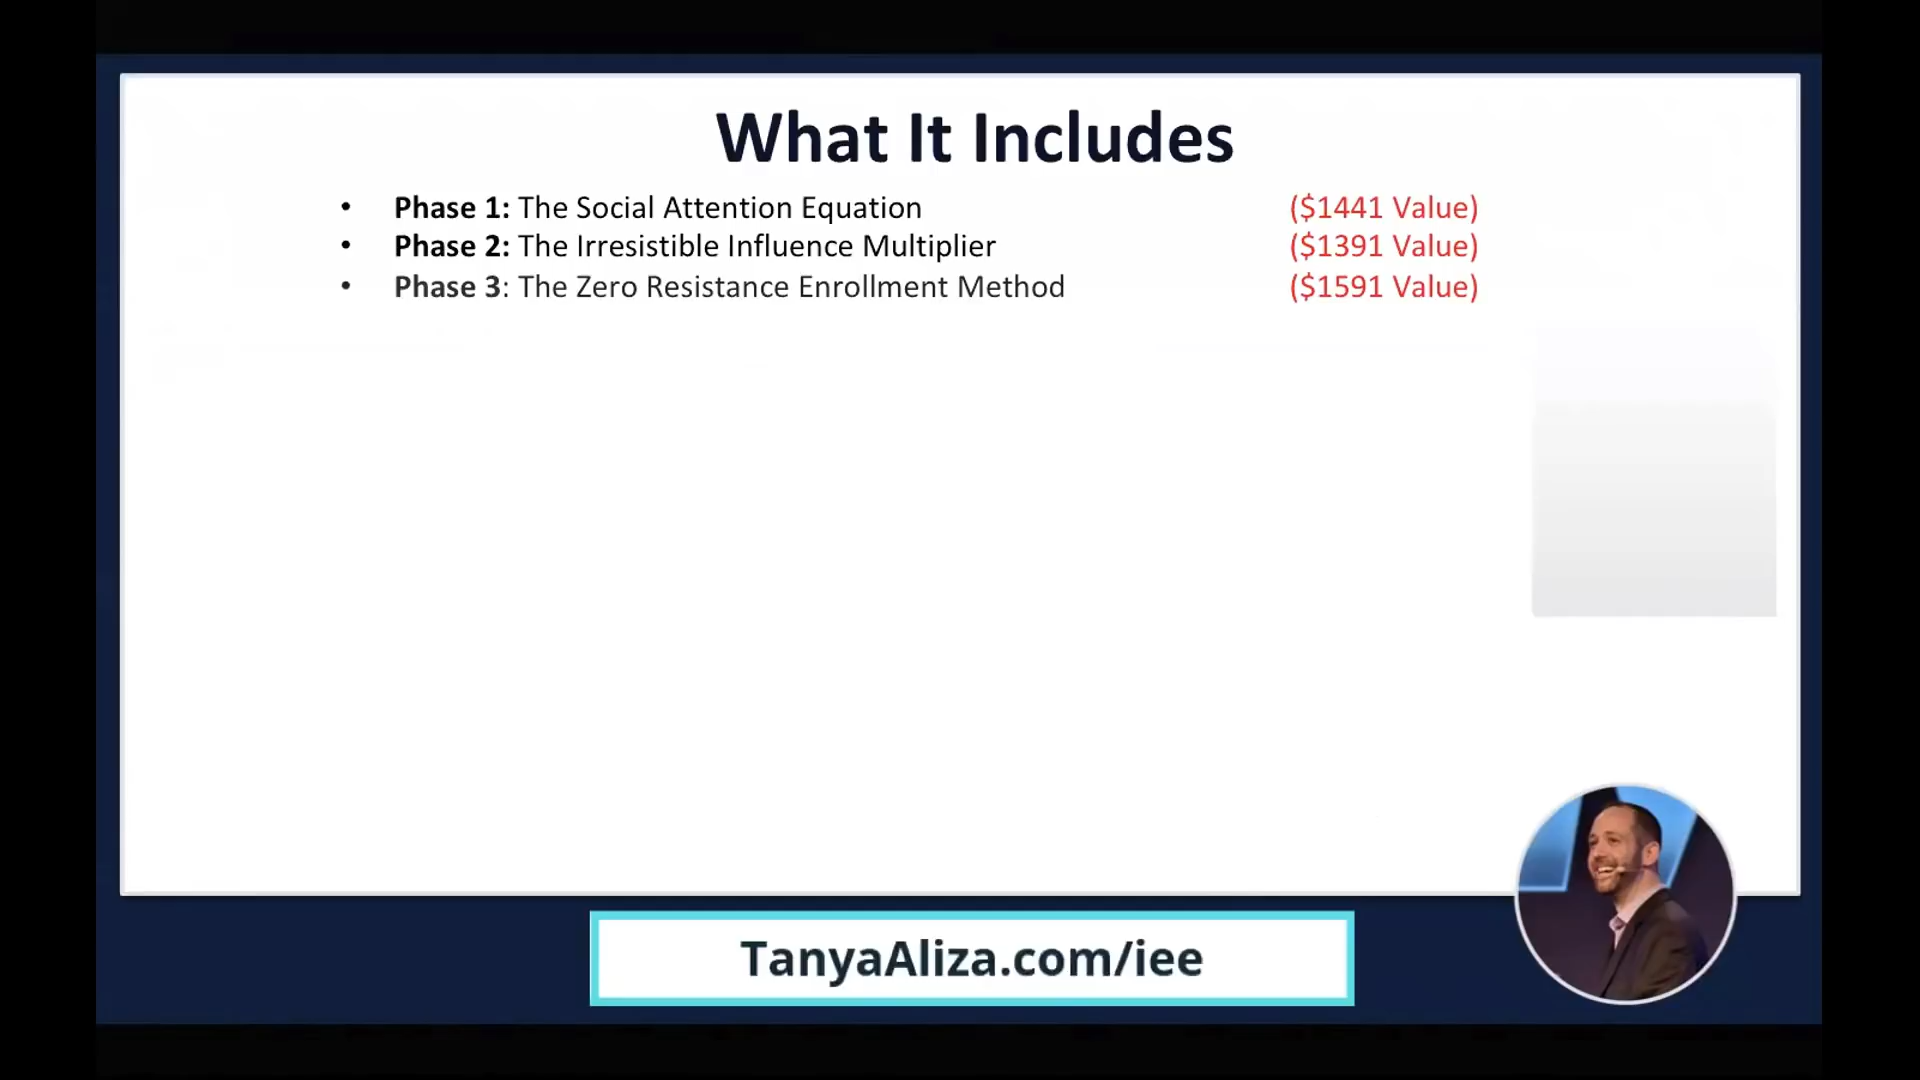 What It Includes
• Phase 1: The Social Attention Equation ($1441 Value)
• Phase 2: The Irresistible Influence Multiplier ($1391 Value)
• Phase 3: The Zero Resistance Enrollment Method ($1591 Value)
TanyaAliza.com/iee